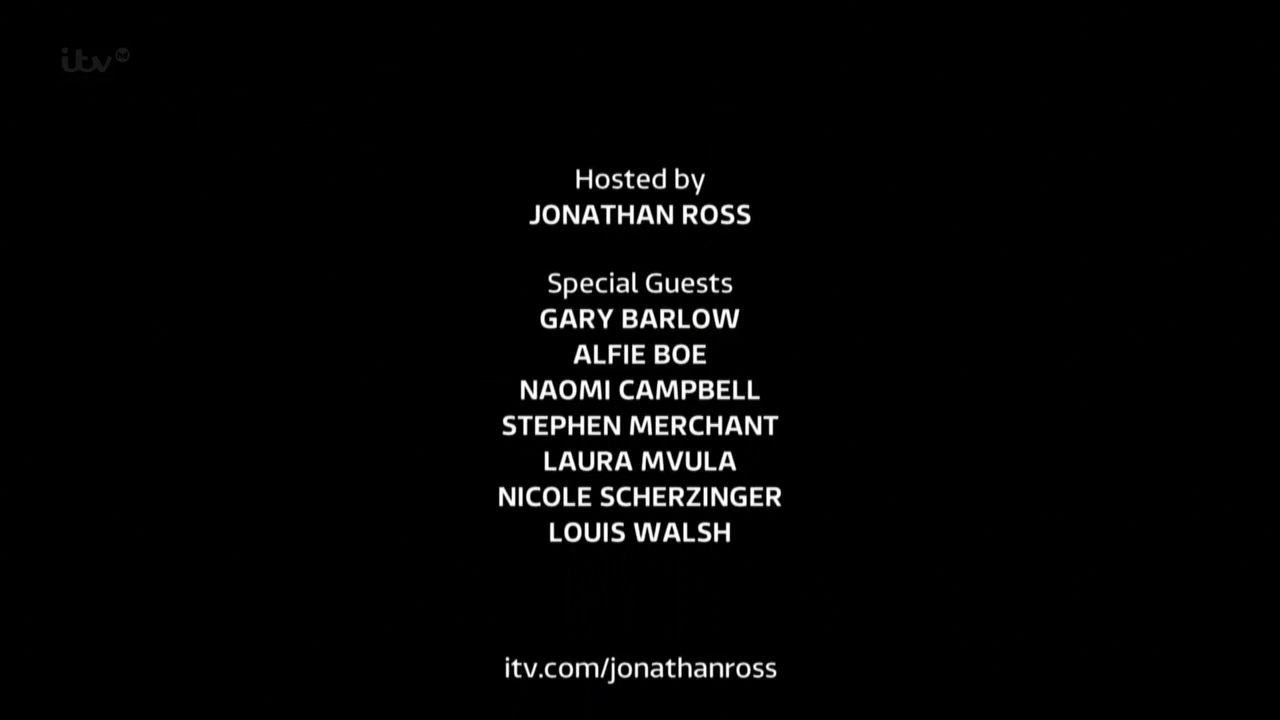 itv
Hosted by
JONATHAN ROSS
Special Guests
GARY BARLOW
ALFIE BOE
NAOMI CAMPBELL
STEPHEN MERCHANT
LAURA MVULA
NICOLE SCHERZINGER
LOUIS WALSH
itv.com/jonathanross